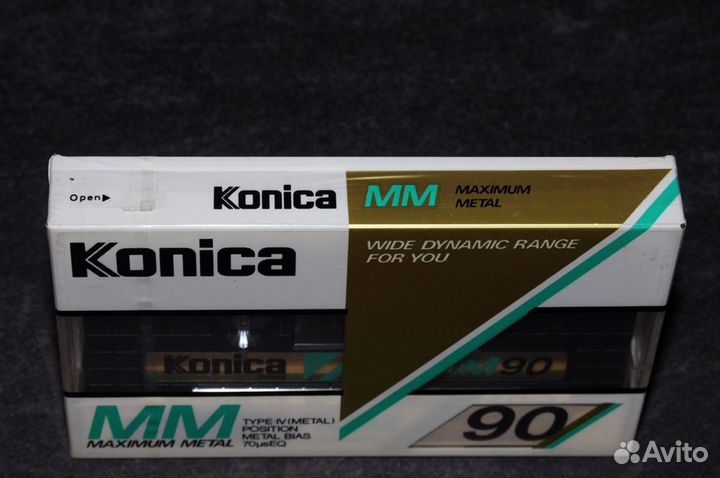 Open▶ Konica MM MAXIMUM METAL
Konica WIDE DYNAMIC RANGE
FOR YOU
Konica M90
MM TYPE-IV(METAL)
POSITION
METAL BIAS
70μsEQ
MAXIMUM METAL
90
Avito